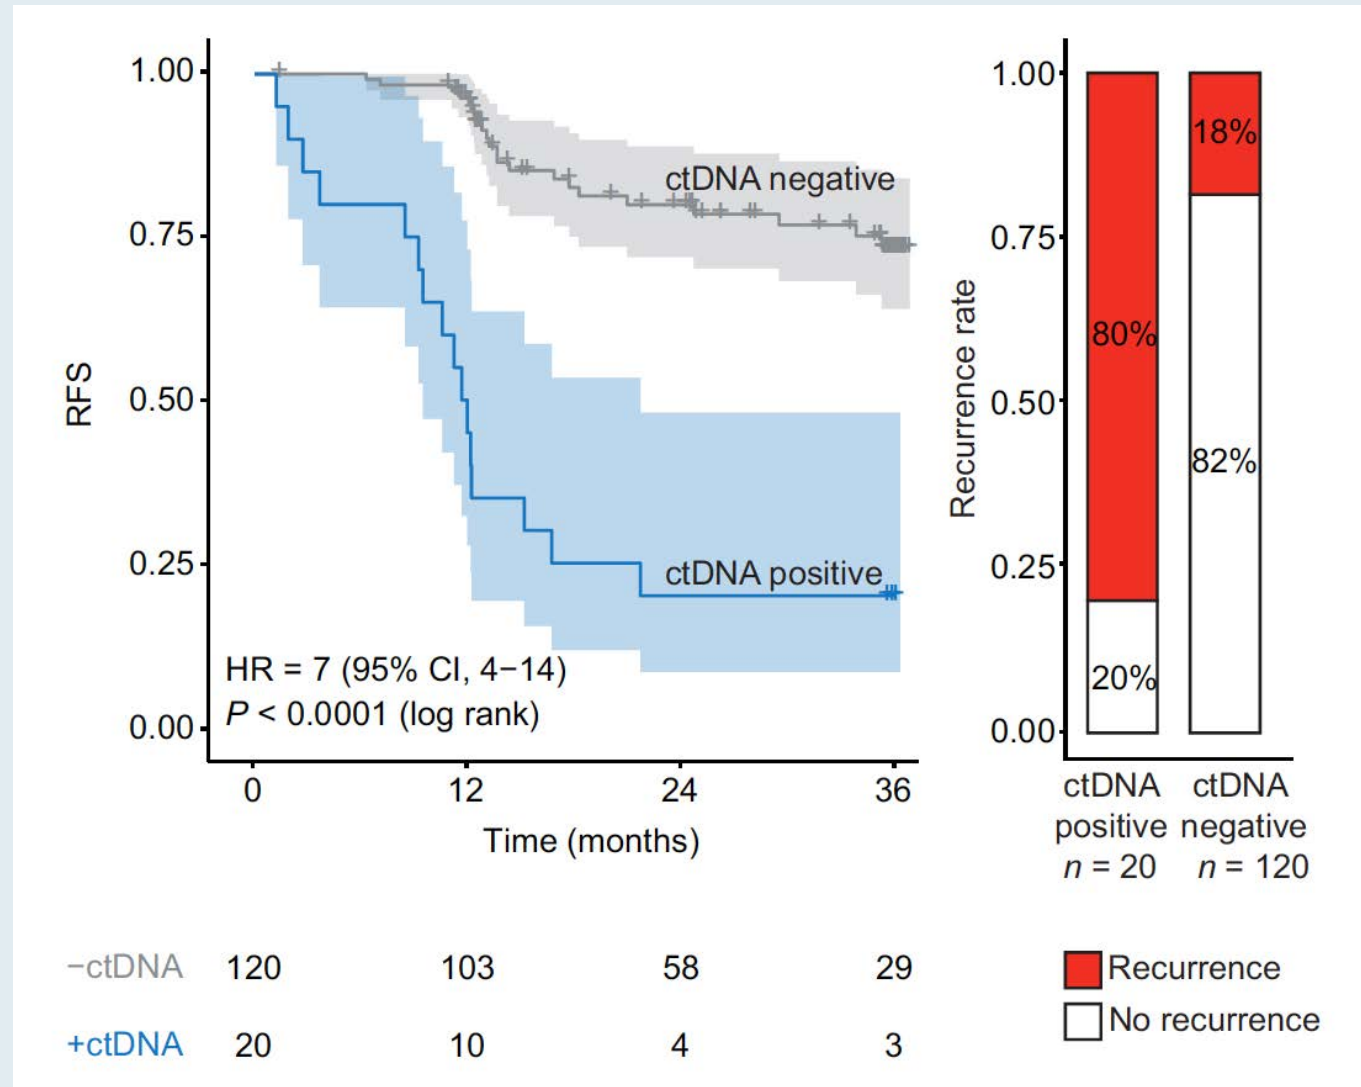 1.00
0.75
0.50
0.25
0.00
RFS
ctDNA negative
ctDNA positive
HR = 7 (95% CI, 4−14)
P < 0.0001 (log rank)
0 12 24 36
Time (months)
−ctDNA 120 103 58 29
+ctDNA 20 10 4 3
1.00
0.75
0.50
0.25
0.00
Recurrence rate
18%
80%
82%
20%
ctDNA ctDNA
positive negative
n = 20 n = 120
Recurrence
No recurrence